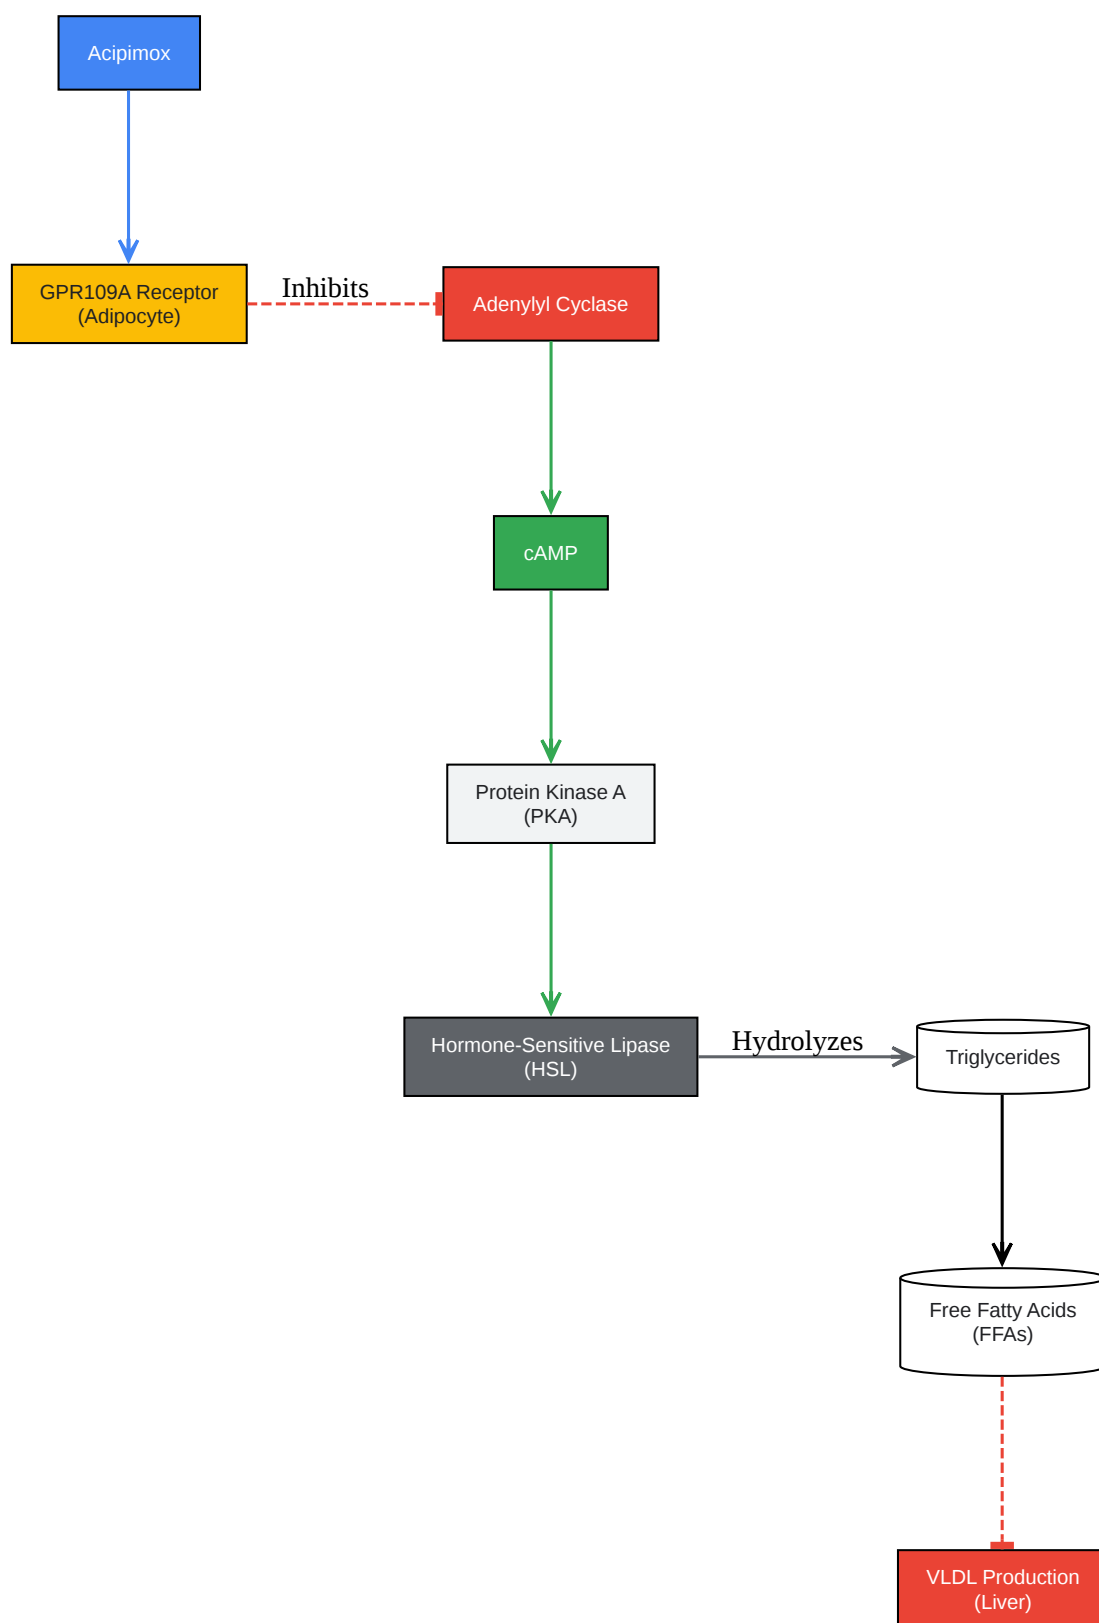 Acipimox
GPR109A Receptor
(Adipocyte)
Inhibits
Adenylyl Cyclase
cAMP
Protein Kinase A
(PKA)
Hormone-Sensitive Lipase
(HSL)
Hydrolyzes
Triglycerides
Free Fatty Acids
(FFAs)
VLDL Production
(Liver)